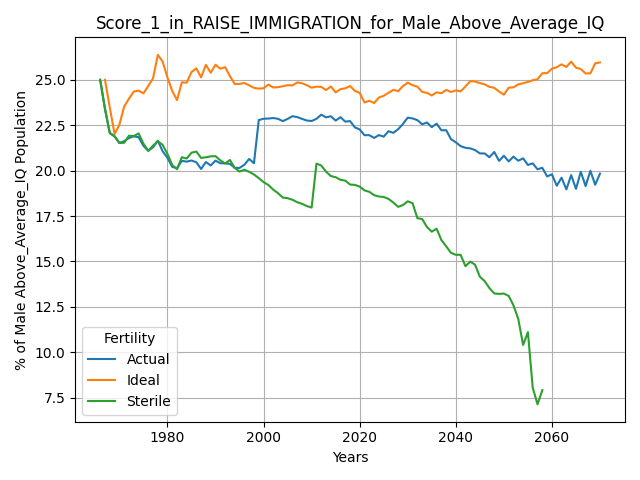 Score_1_in_RAISE_IMMIGRATION_for_Male_Above_Average_IQ
% of Male Above_Average_IQ Population
25.0
22.5
20.0
17.5
15.0
12.5
10.0
7.5
Fertility
Actual
Ideal
Sterile
1980 2000 2020 2040 2060
Years